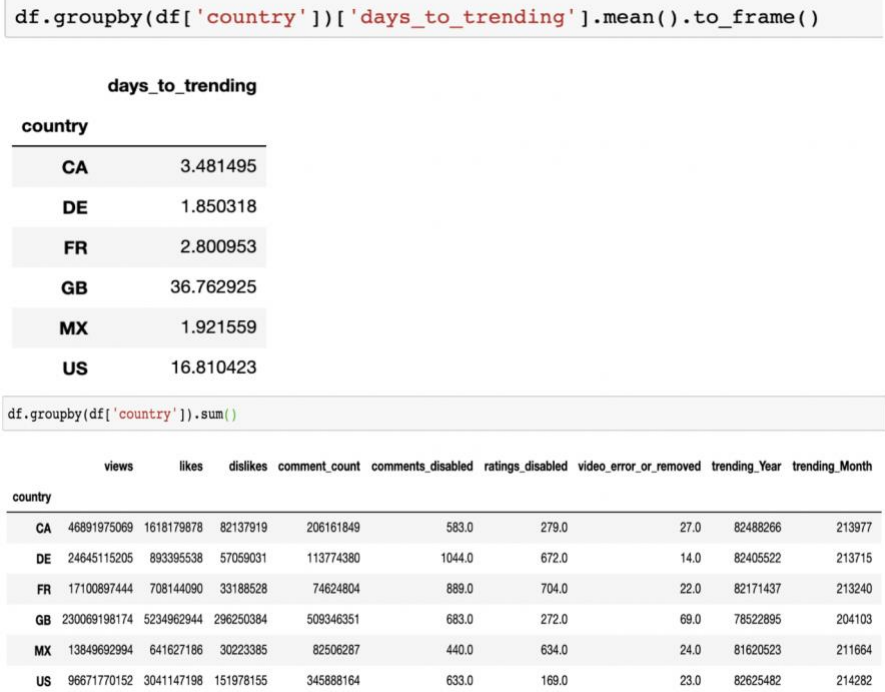 df.groupby(df['country'])['days_to_trending'].mean().to_frame()
days_to_trending
country
CA 3.481495
DE 1.850318
FR 2.800953
GB 36.762925
MX 1.921559
US 16.810423
df.groupby(df['country']).sum()
views likes dislikes comment_count comments_disabled ratings_disabled video_error_or_removed trending_Year trending_Month
country
CA 46891975069 1618179878 82137919 206161849 583.0 279.0 27.0 82488266 213977
DE 24645115205 893395538 57059031 113774380 1044.0 672.0 14.0 82405522 213715
FR 17100897444 708144090 33188528 74624804 889.0 704.0 22.0 82171437 213240
GB 230069198174 5234962944 296250384 509346351 683.0 272.0 69.0 78522895 204103
MX 13849692994 641627186 30223385 82506287 440.0 634.0 24.0 81620523 211664
US 96671770152 3041147198 151978155 345888164 633.0 169.0 23.0 82625482 214282